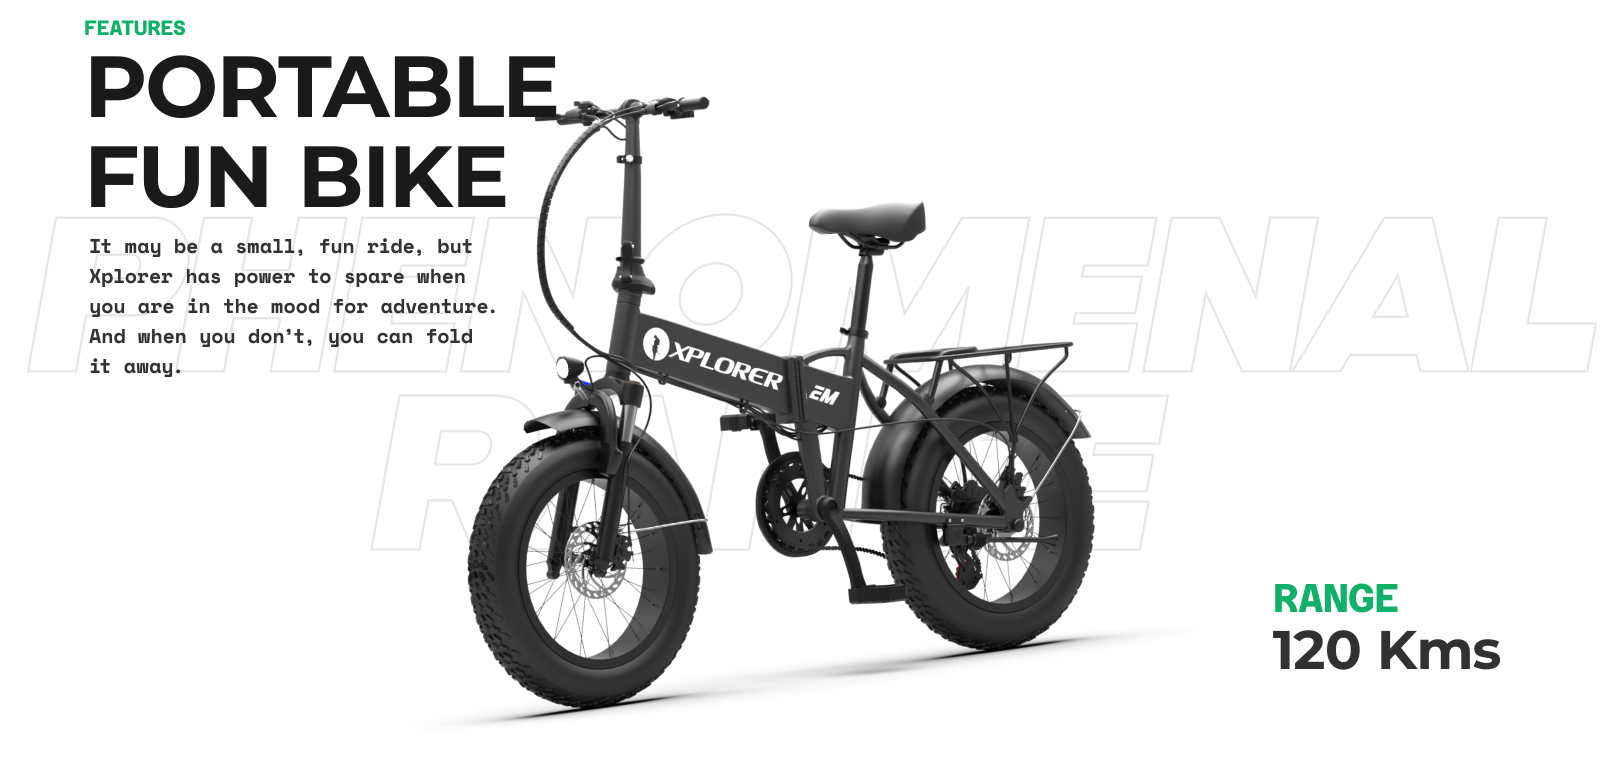 FEATURES
PORTABLE
FUN BIKE
It may be a small, fun ride, but
Xplorer has power to spare when
you are in the mood for adventure.
And when you don’t, you can fold
it away.
PHENOMENAL
RANGE
XPLORER
EM
RANGE
120 Kms